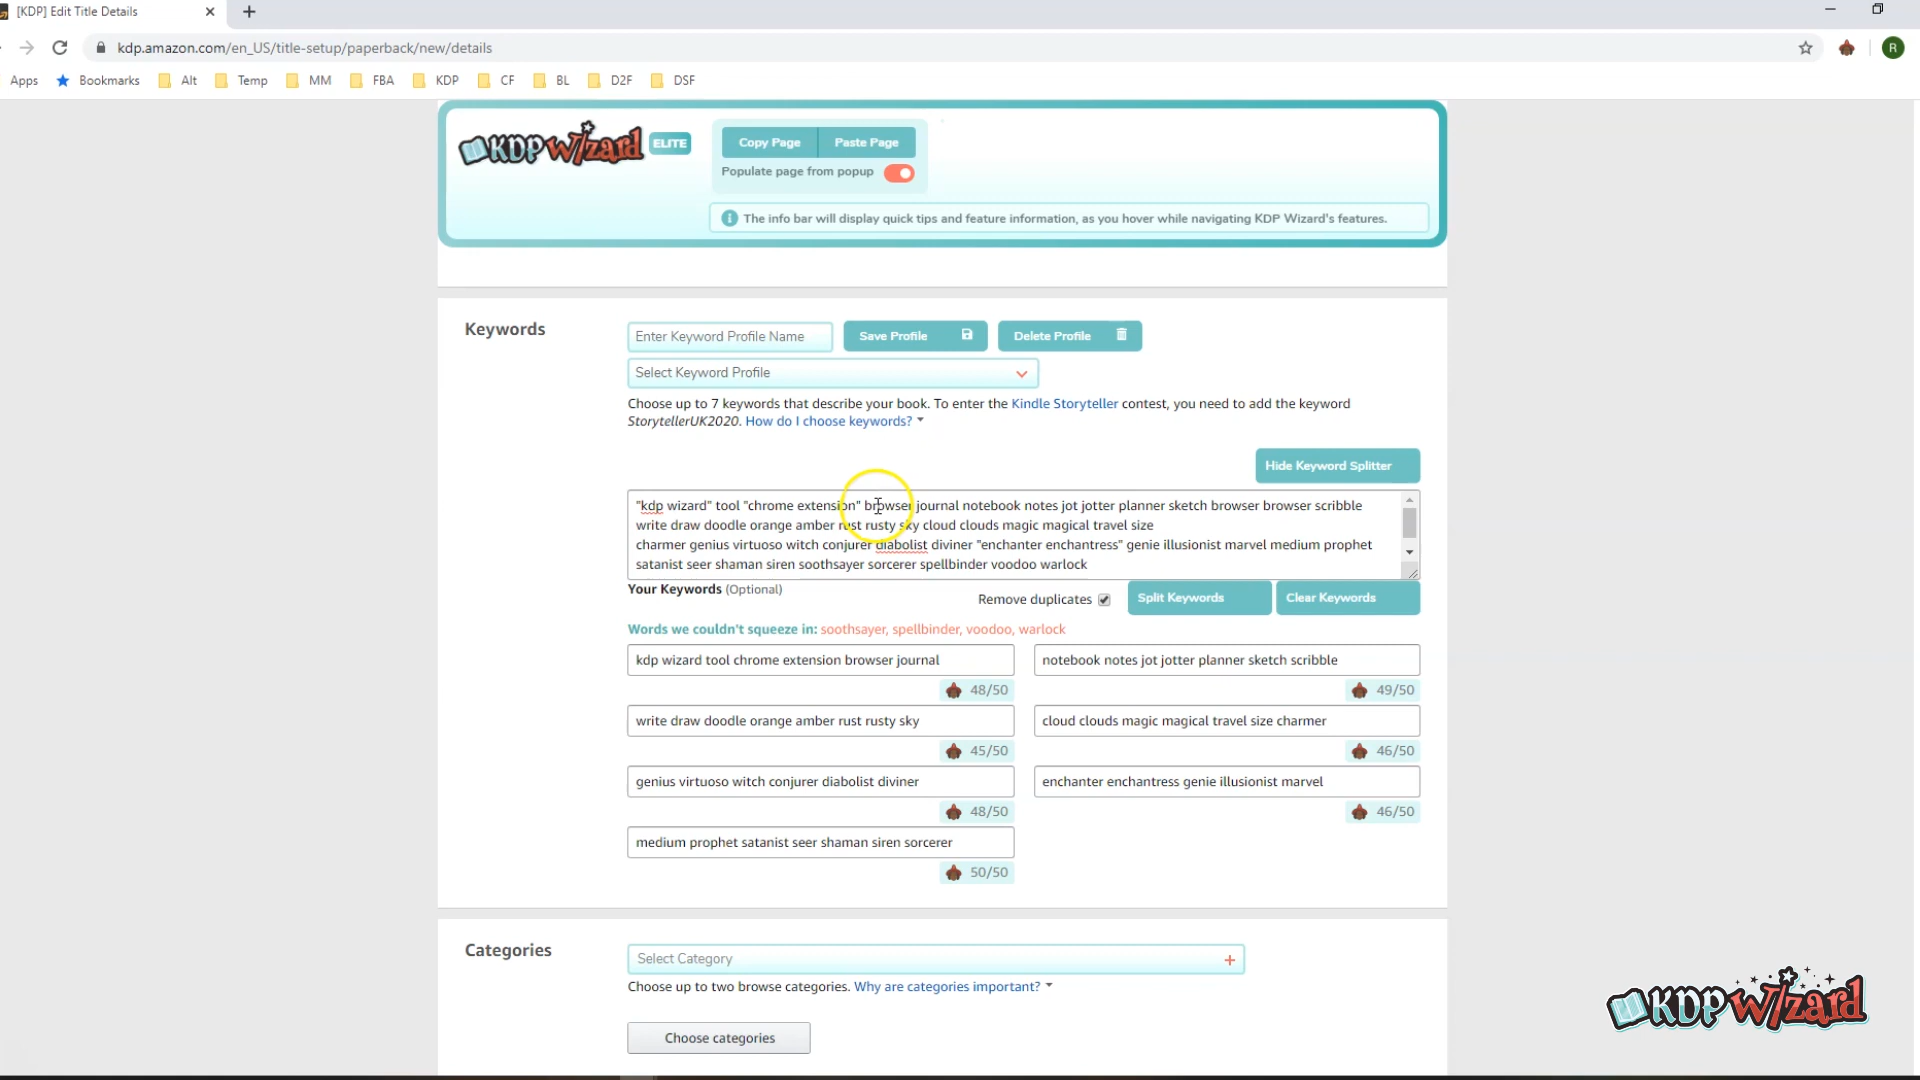 [KDP] Edit Title Details
kdp.amazon.com/en_US/title-setup/paperback/new/details
R
Apps Bookmarks Alt Temp MM FBA KDP CF BL D2F DSF
KDP Wizard ELITE
Copy Page Paste Page
Populate page from popup
The info bar will display quick tips and feature information, as you hover while navigating KDP Wizard's features.
Keywords
Enter Keyword Profile Name Save Profile Delete Profile
Select Keyword Profile
Choose up to 7 keywords that describe your book. To enter the Kindle Storyteller contest, you need to add the keyword
StorytellerUK2020. How do I choose keywords?
Hide Keyword Splitter
"kdp wizard" tool "chrome extension" browser journal notebook notes jot jotter planner sketch browser browser scribble
write draw doodle orange amber rust rusty sky cloud clouds magic magical travel size
charmer genius virtuoso witch conjurer diabolist diviner "enchanter enchantress" genie illusionist marvel medium prophet
satanist seer shaman siren soothsayer sorcerer spellbinder voodoo warlock
Your Keywords (Optional)
Remove duplicates Split Keywords Clear Keywords
Words we couldn't squeeze in: soothsayer, spellbinder, voodoo, warlock
kdp wizard tool chrome extension browser journal
notebook notes jot jotter planner sketch scribble
48/50
49/50
write draw doodle orange amber rust rusty sky
cloud clouds magic magical travel size charmer
45/50
46/50
genius virtuoso witch conjurer diabolist diviner
enchanter enchantress genie illusionist marvel
48/50
46/50
medium prophet satanist seer shaman siren sorcerer
50/50
Categories
Select Category
Choose up to two browse categories. Why are categories important?
Choose categories
KDP Wizard